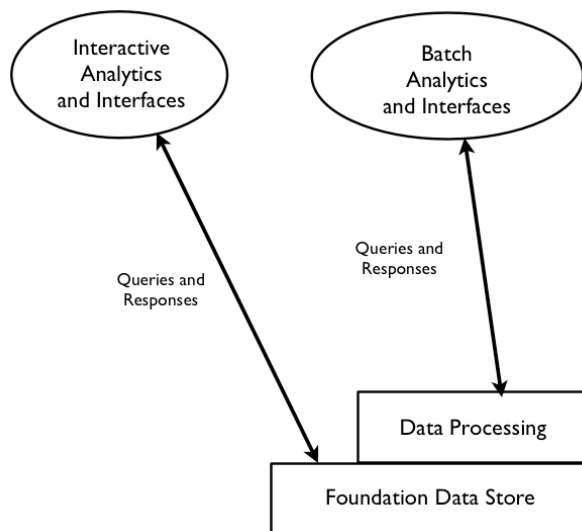 Interactive
Analytics
and Interfaces
Batch
Analytics
and Interfaces
Queries and
Responses
Queries and
Responses
Data Processing
Foundation Data Store